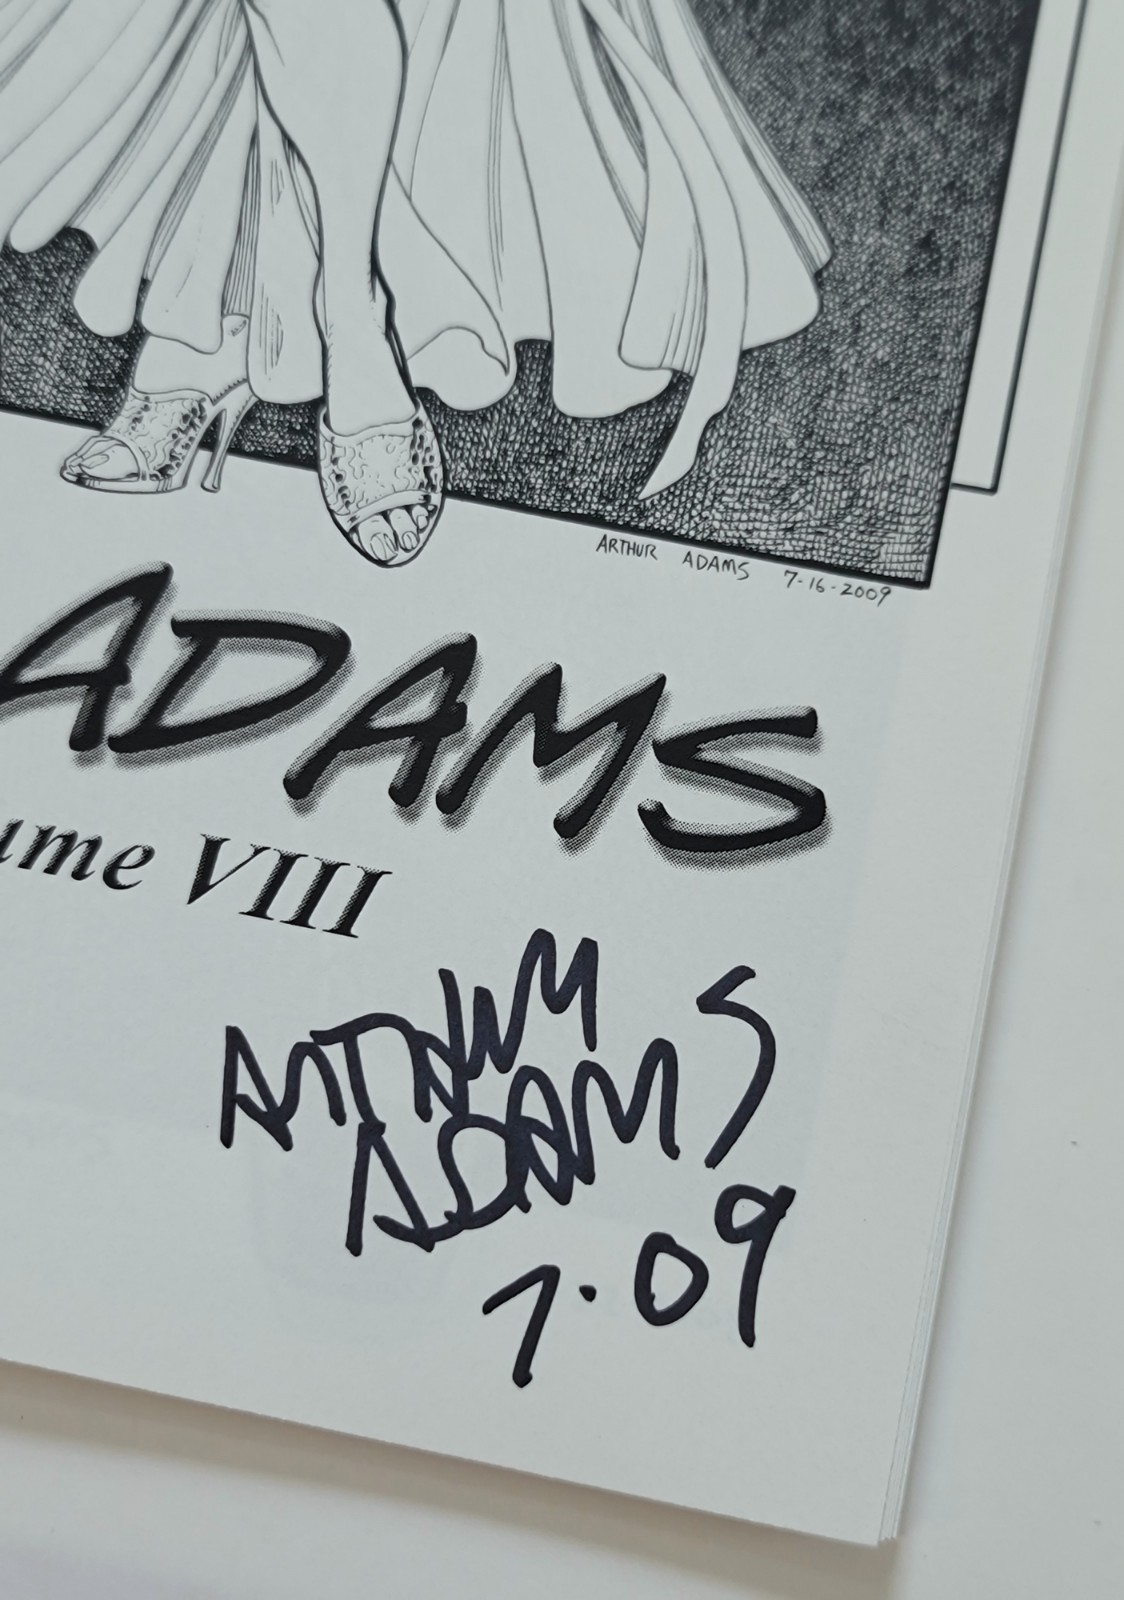 ARTHUR ADAMS 7-16-2009
ADAMS
ume VIII
ARTHUR
ADAMS
7.09